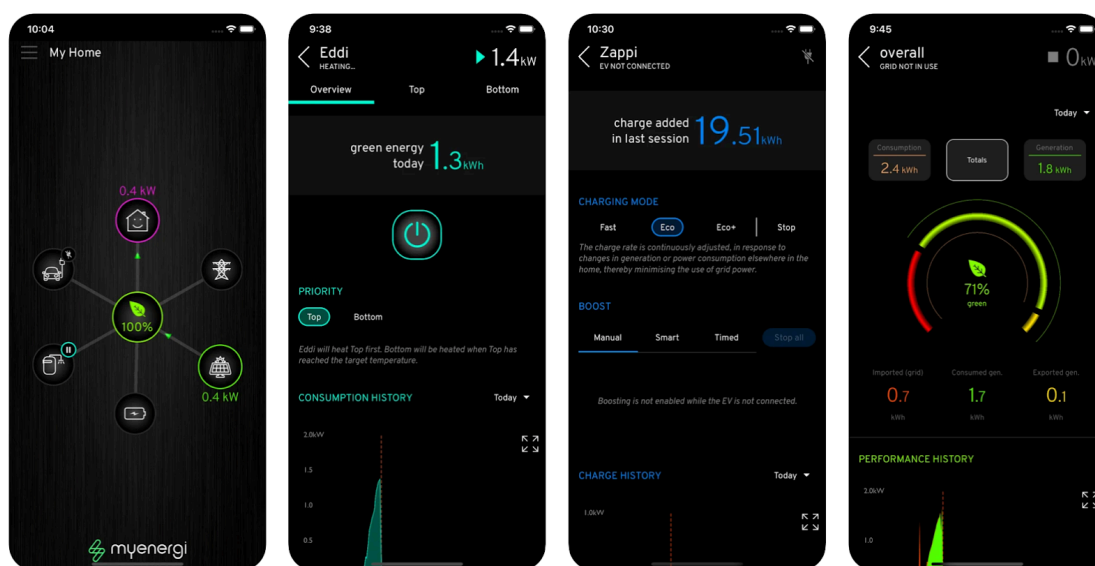 10:04
My Home
0.4 kW
100%
0.4 kW
myenergi
9:38
Eddi
HEATING...
1.4kW
Overview
Top
Bottom
green energy
today
1.3kWh
PRIORITY
Top
Bottom
Eddi will heat Top first. Bottom will be heated when Top has
reached the target temperature.
CONSUMPTION HISTORY
Today
2.0kW
1.5
1.0
0.5
10:30
Zappi
EV NOT CONNECTED
charge added
in last session
19.51kWh
CHARGING MODE
Fast
Eco
Eco+
Stop
The charge rate is continuously adjusted, in response to
changes in generation or power consumption elsewhere in the
home, thereby minimising the use of grid power.
BOOST
Manual
Smart
Timed
Stop all
Boosting is not enabled while the EV is not connected.
CHARGE HISTORY
Today
1.0kW
9:45
overall
GRID NOT IN USE
0kW
Today
Consumption
2.4 kWh
Totals
Generation
1.8 kWh
71%
green
Imported (grid)
0.7
kWh
Consumed gen.
1.7
kWh
Exported gen.
0.1
kWh
PERFORMANCE HISTORY
2.0kW
1.0